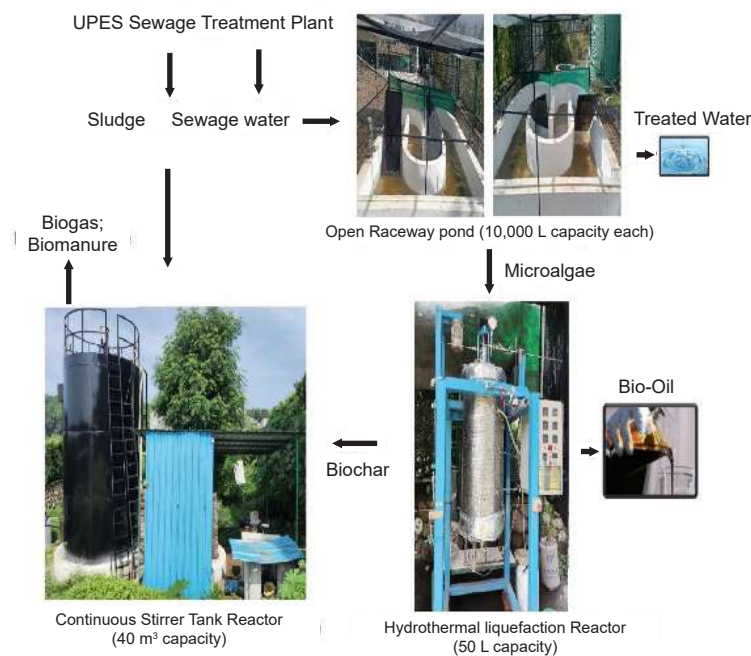 UPES Sewage Treatment Plant
Sludge
Sewage water
Treated Water
Open Raceway pond (10,000 L capacity each)
Biogas;
Biomanure
Microalgae
Bio-Oil
Biochar
Continuous Stirrer Tank Reactor
(40 m³ capacity)
Hydrothermal liquefaction Reactor
(50 L capacity)